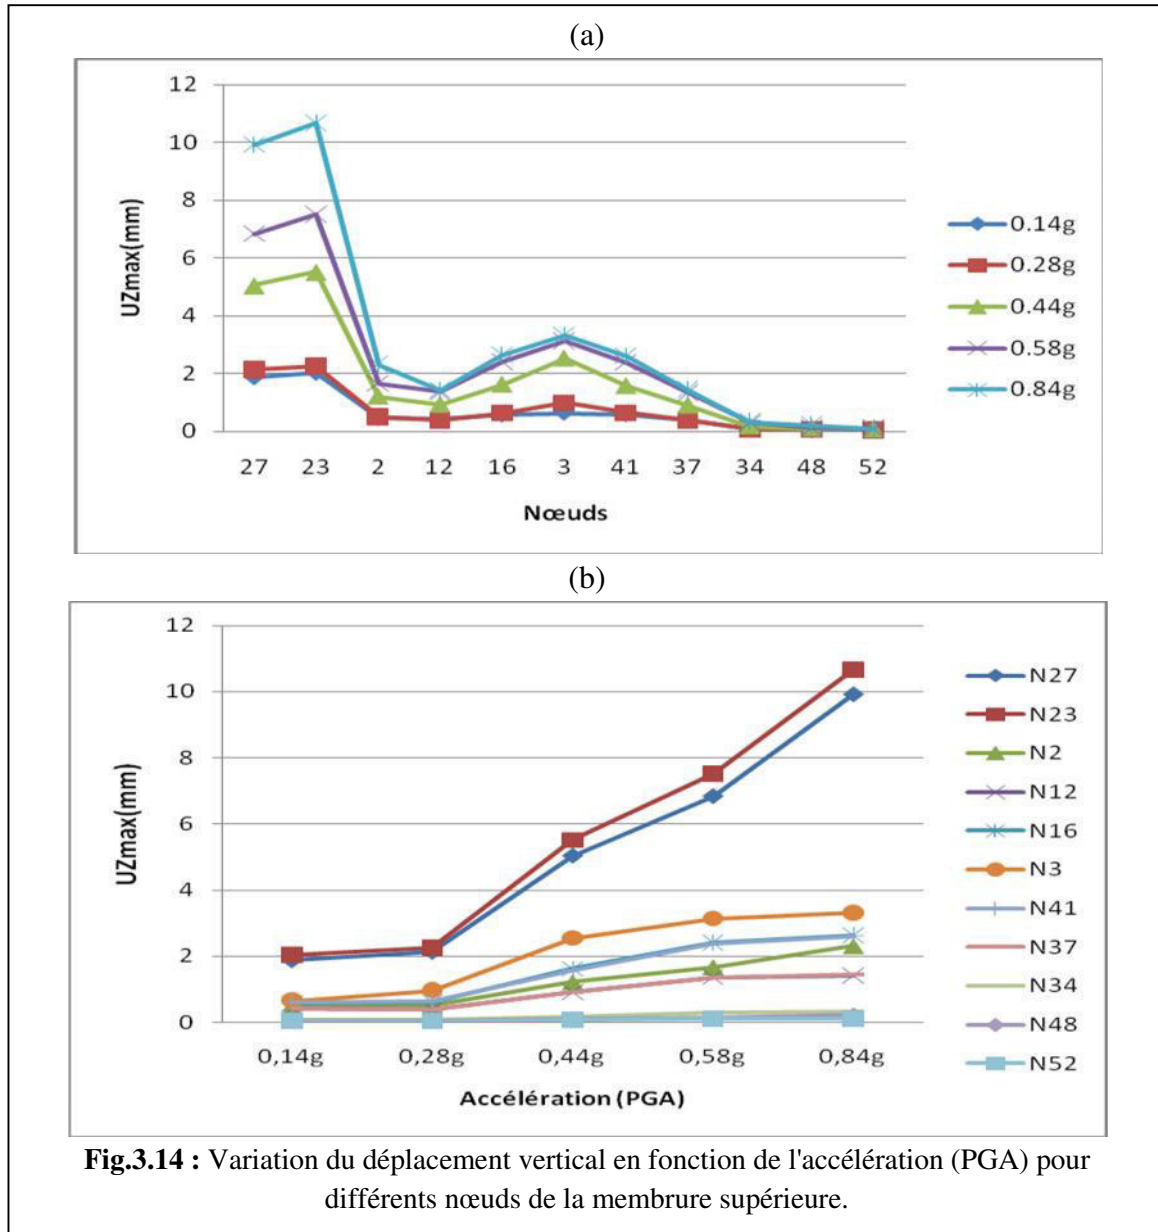 (a)
12
10
8
6
4
2
0
UZmax(mm)
27 23 2 12 16 3 41 37 34 48 52
Nœuds
0.14g
0.28g
0.44g
0.58g
0.84g
(b)
12
10
8
6
4
2
0
UZmax(mm)
0,14g 0,28g 0,44g 0,58g 0,84g
Accélération (PGA)
N27
N23
N2
N12
N16
N3
N41
N37
N34
N48
N52
Fig.3.14 : Variation du déplacement vertical en fonction de l'accélération (PGA) pour
différents nœuds de la membrure supérieure.